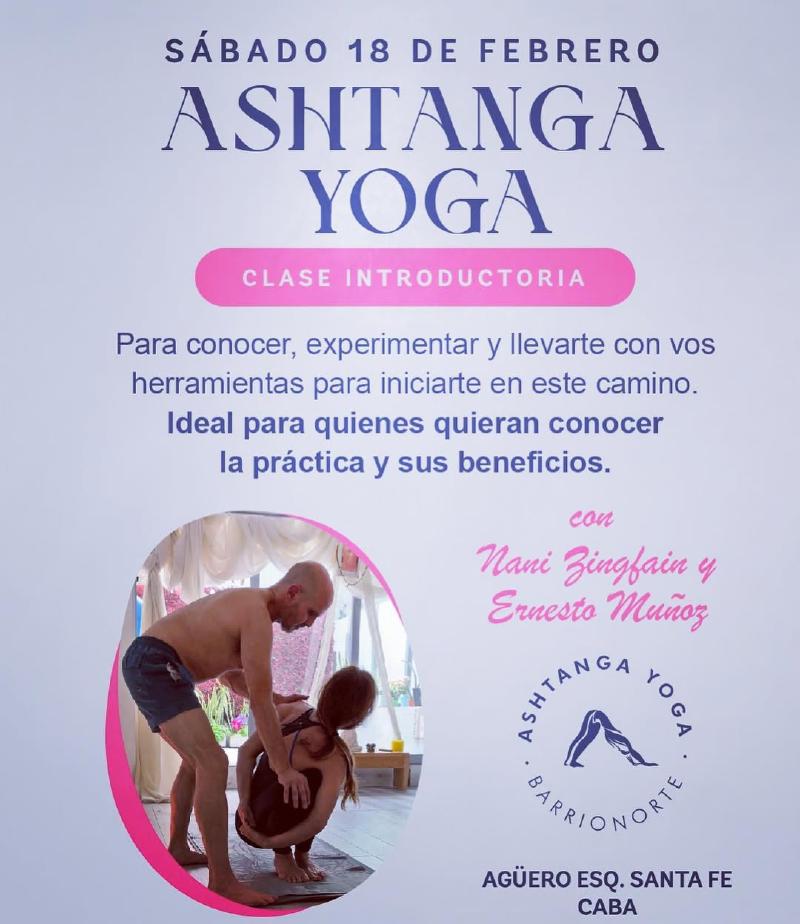 SÁBADO 18 DE FEBRERO
ASHTANGA
YOGA
CLASE INTRODUCTORIA
Para conocer, experimentar y llevarte con vos
herramientas para iniciarte en este camino.
Ideal para quienes quieran conocer
la práctica y sus beneficios.
con
Nani Zingfain y
Ernesto Muñoz
ASHTANGA YOGA
· BARRIONORTE ·
AGÜERO ESQ. SANTA FE
CABA